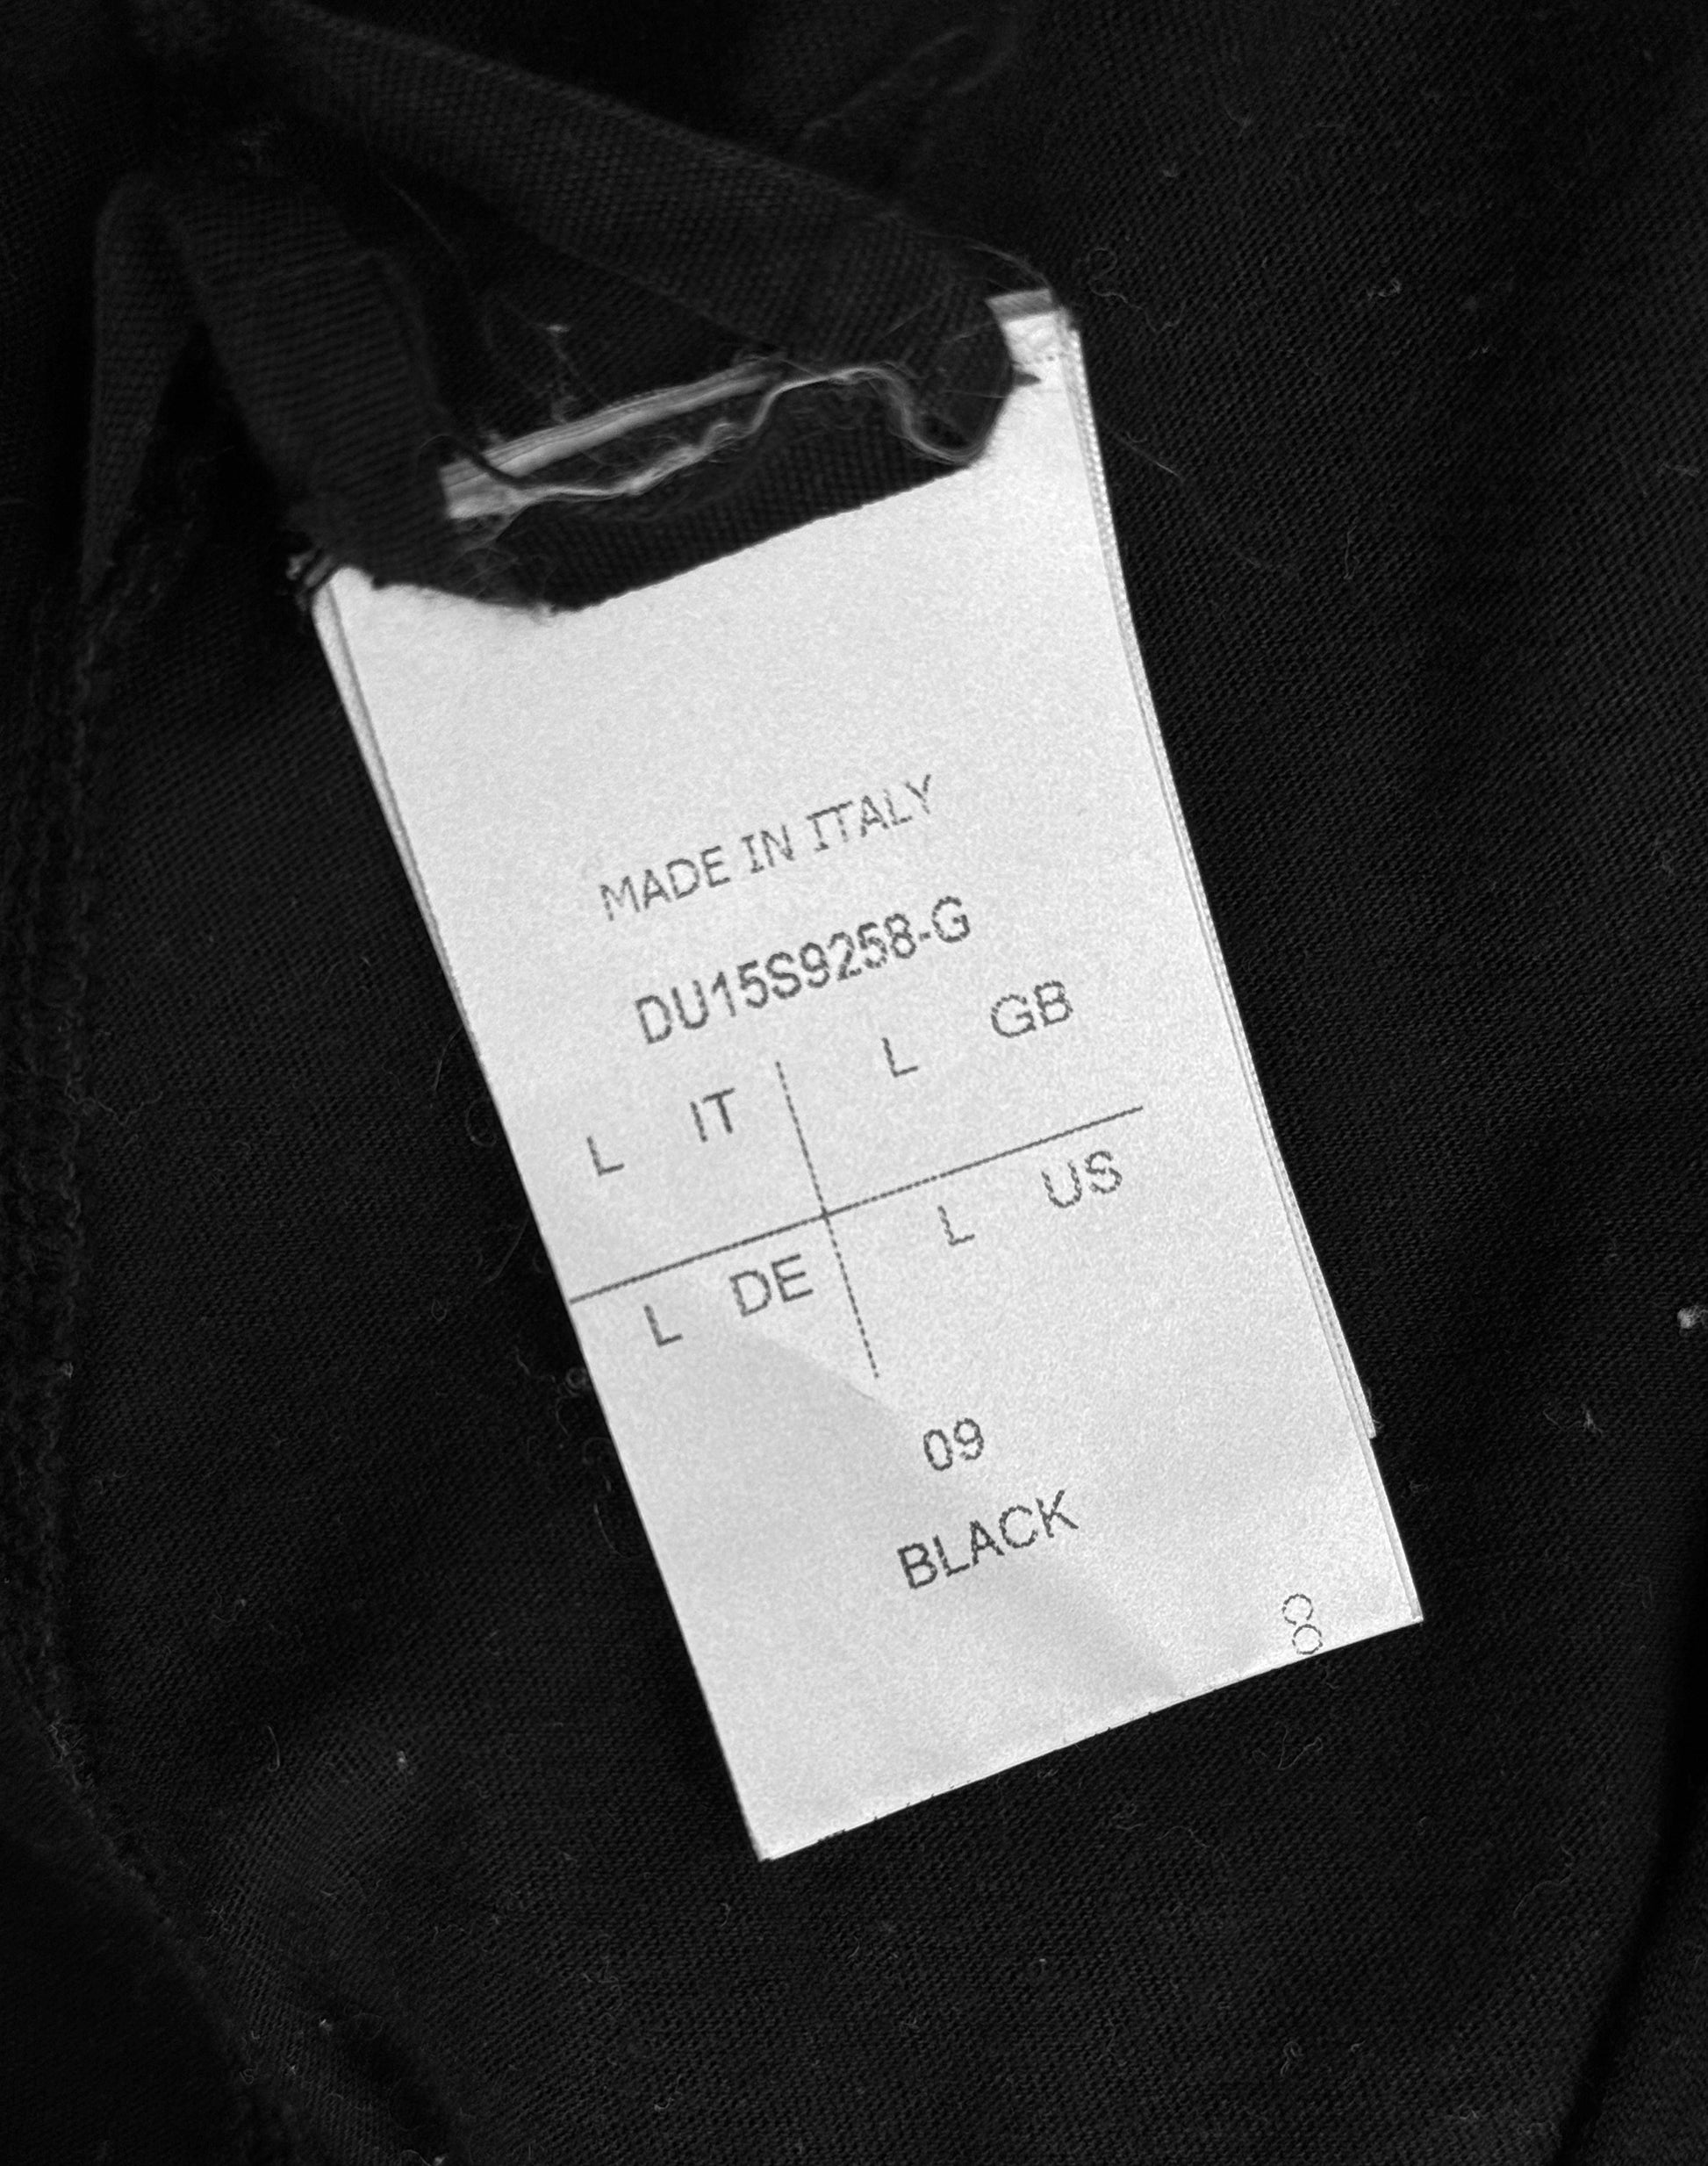 MADE IN ITALY
DU15S9258-G
L IT L GB
L DE L US
09
BLACK
8